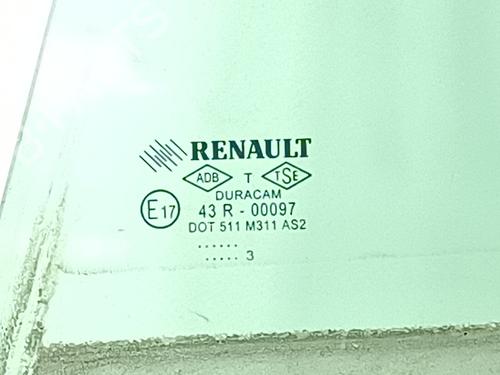 RENAULT
ADB T TSE
DURACAM
E17 43 R - 00097
DOT 511 M311 AS2
......
..... 3